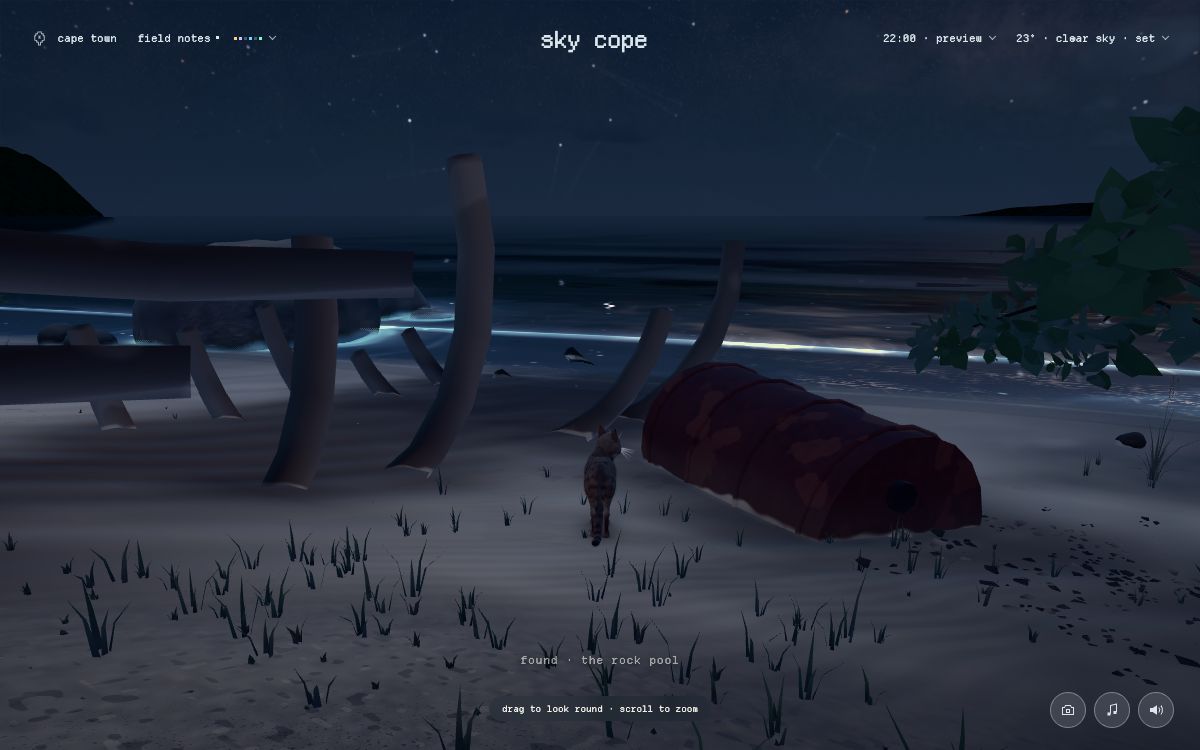 cape town
field notes
sky cope
22:00 · preview
23° · clear sky · set
found · the rock pool
drag to look round · scroll to zoom